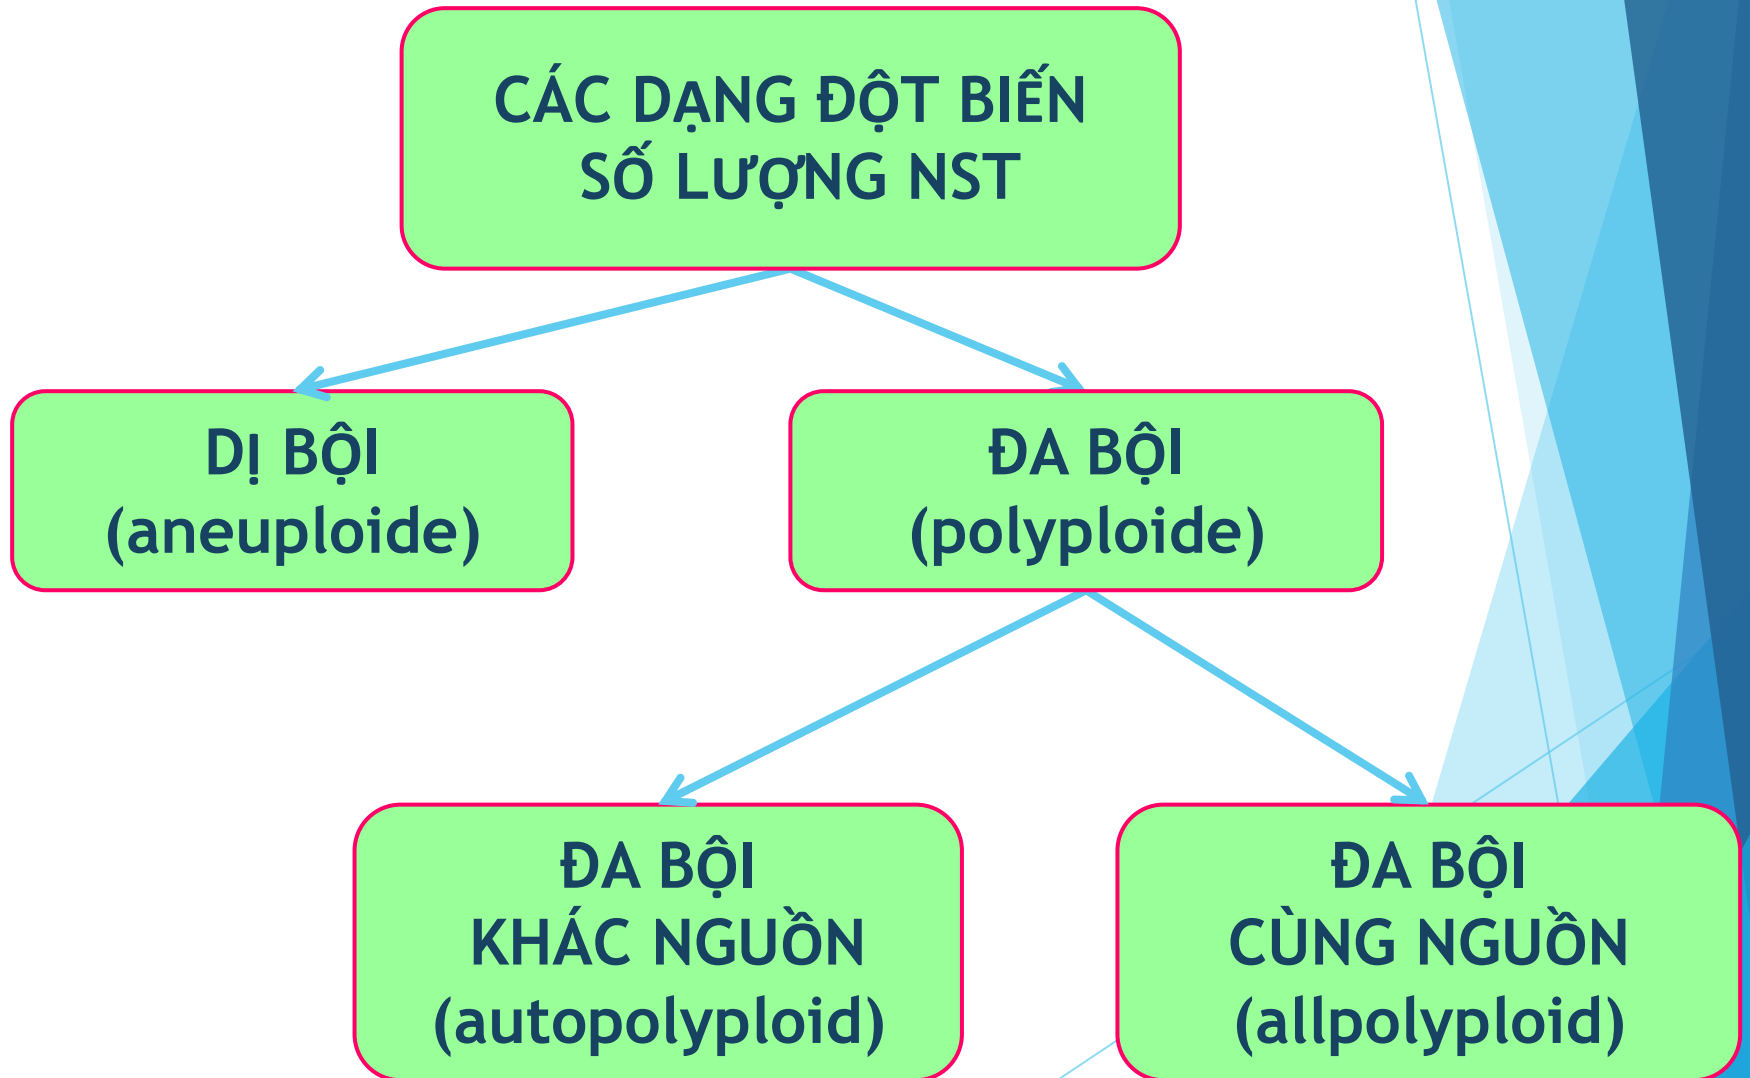 CÁC DẠNG ĐỘT BIẾN
SỐ LƯỢNG NST
DỊ BỘI
(aneuploide)
ĐA BỘI
(polyploide)
ĐA BỘI
KHÁC NGUỒN
(autopolyploid)
ĐA BỘI
CÙNG NGUỒN
(allpolyploid)